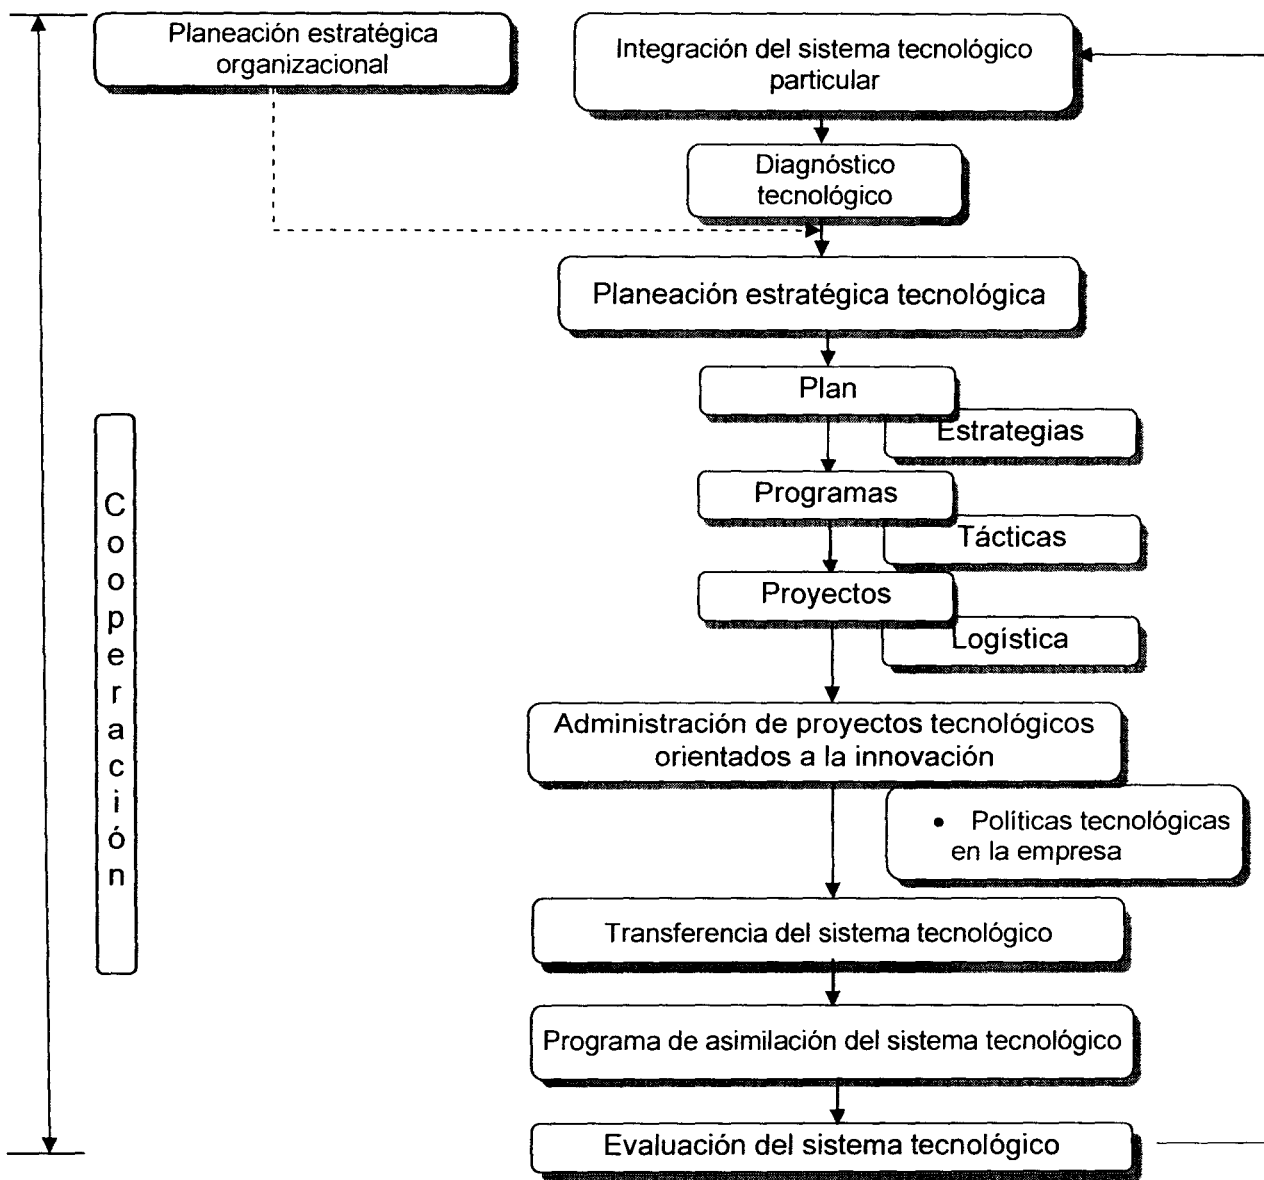 Planeación estratégica
organizacional
Integración del sistema tecnológico
particular
Diagnóstico
tecnológico
Planeación estratégica tecnológica
Plan
Estrategias
Programas
Tácticas
Proyectos
Logística
Cooperación
Administración de proyectos tecnológicos
orientados a la innovación
• Políticas tecnológicas
en la empresa
Transferencia del sistema tecnológico
Programa de asimilación del sistema tecnológico
Evaluación del sistema tecnológico